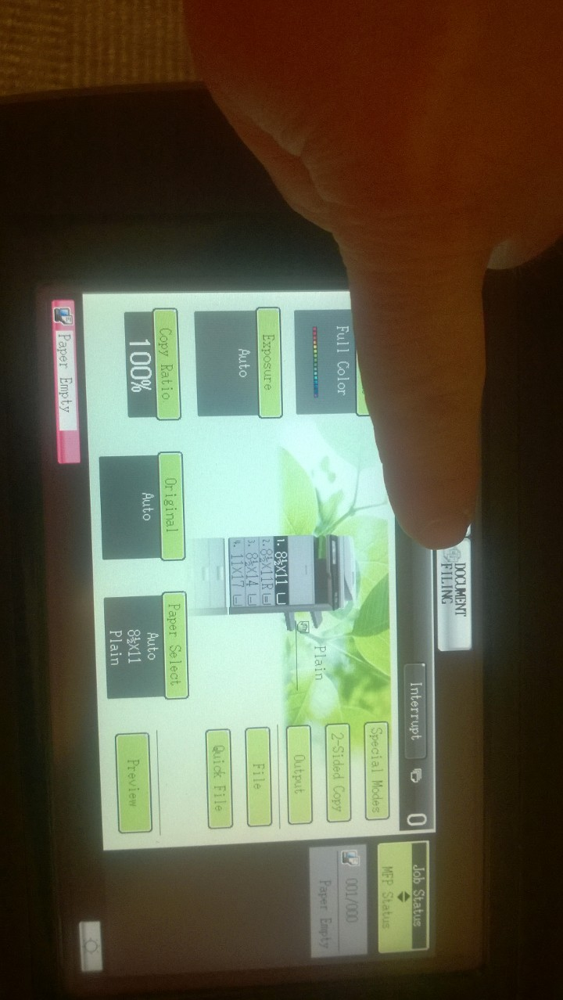 DOCUMENT
FILING
Job Status
MFP Status
Interrupt
0
Special Modes
2-Sided Copy
Output
File
Quick File
Preview
001/000
Paper Empty
Full Color
Exposure
Auto
Copy Ratio
100%
Plain
1. 8½X11
2. 8½X11R
3. 8½X14
4. 11X17
Original
Auto
Paper Select
Auto
8½X11
Plain
Paper Empty